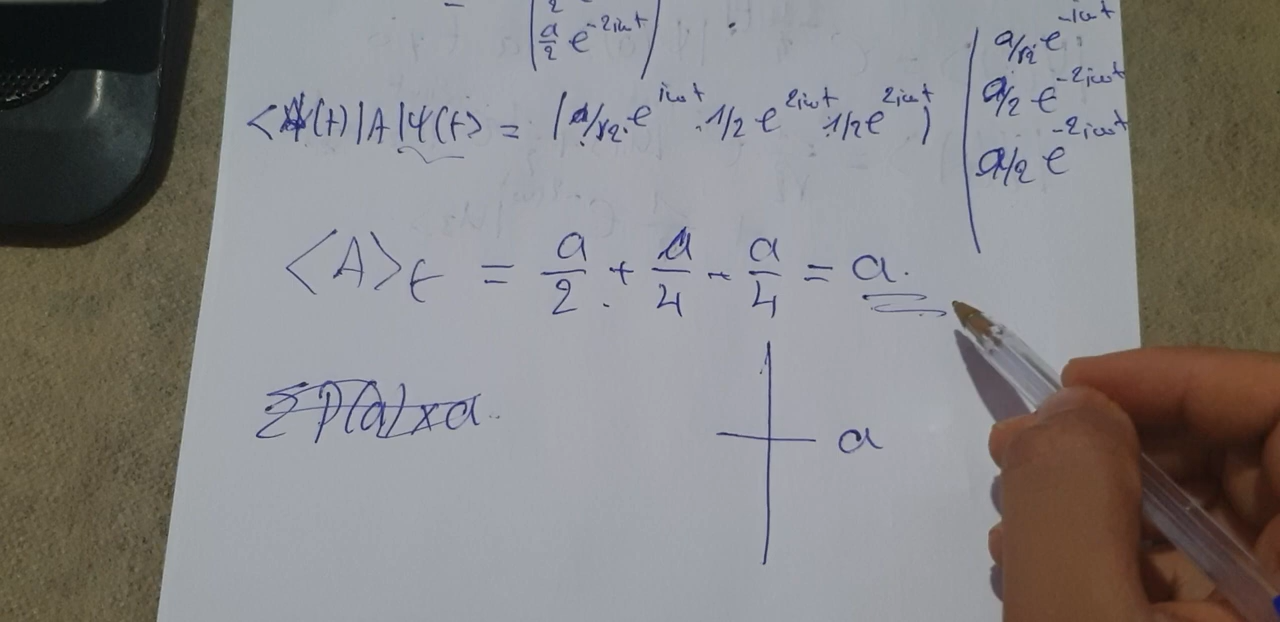 a/2 e^-2iωt
⟨ψ(t)|A|ψ(t)⟩ = (1/√2 . e^iωt . 1/2 e^2iωt 1/2 e^2iωt)
a/√2 e^-iωt
a/2 e^-2iωt
a/2 e^-2iωt
⟨A⟩t = a/2 + a/4 - a/4 = a.
a